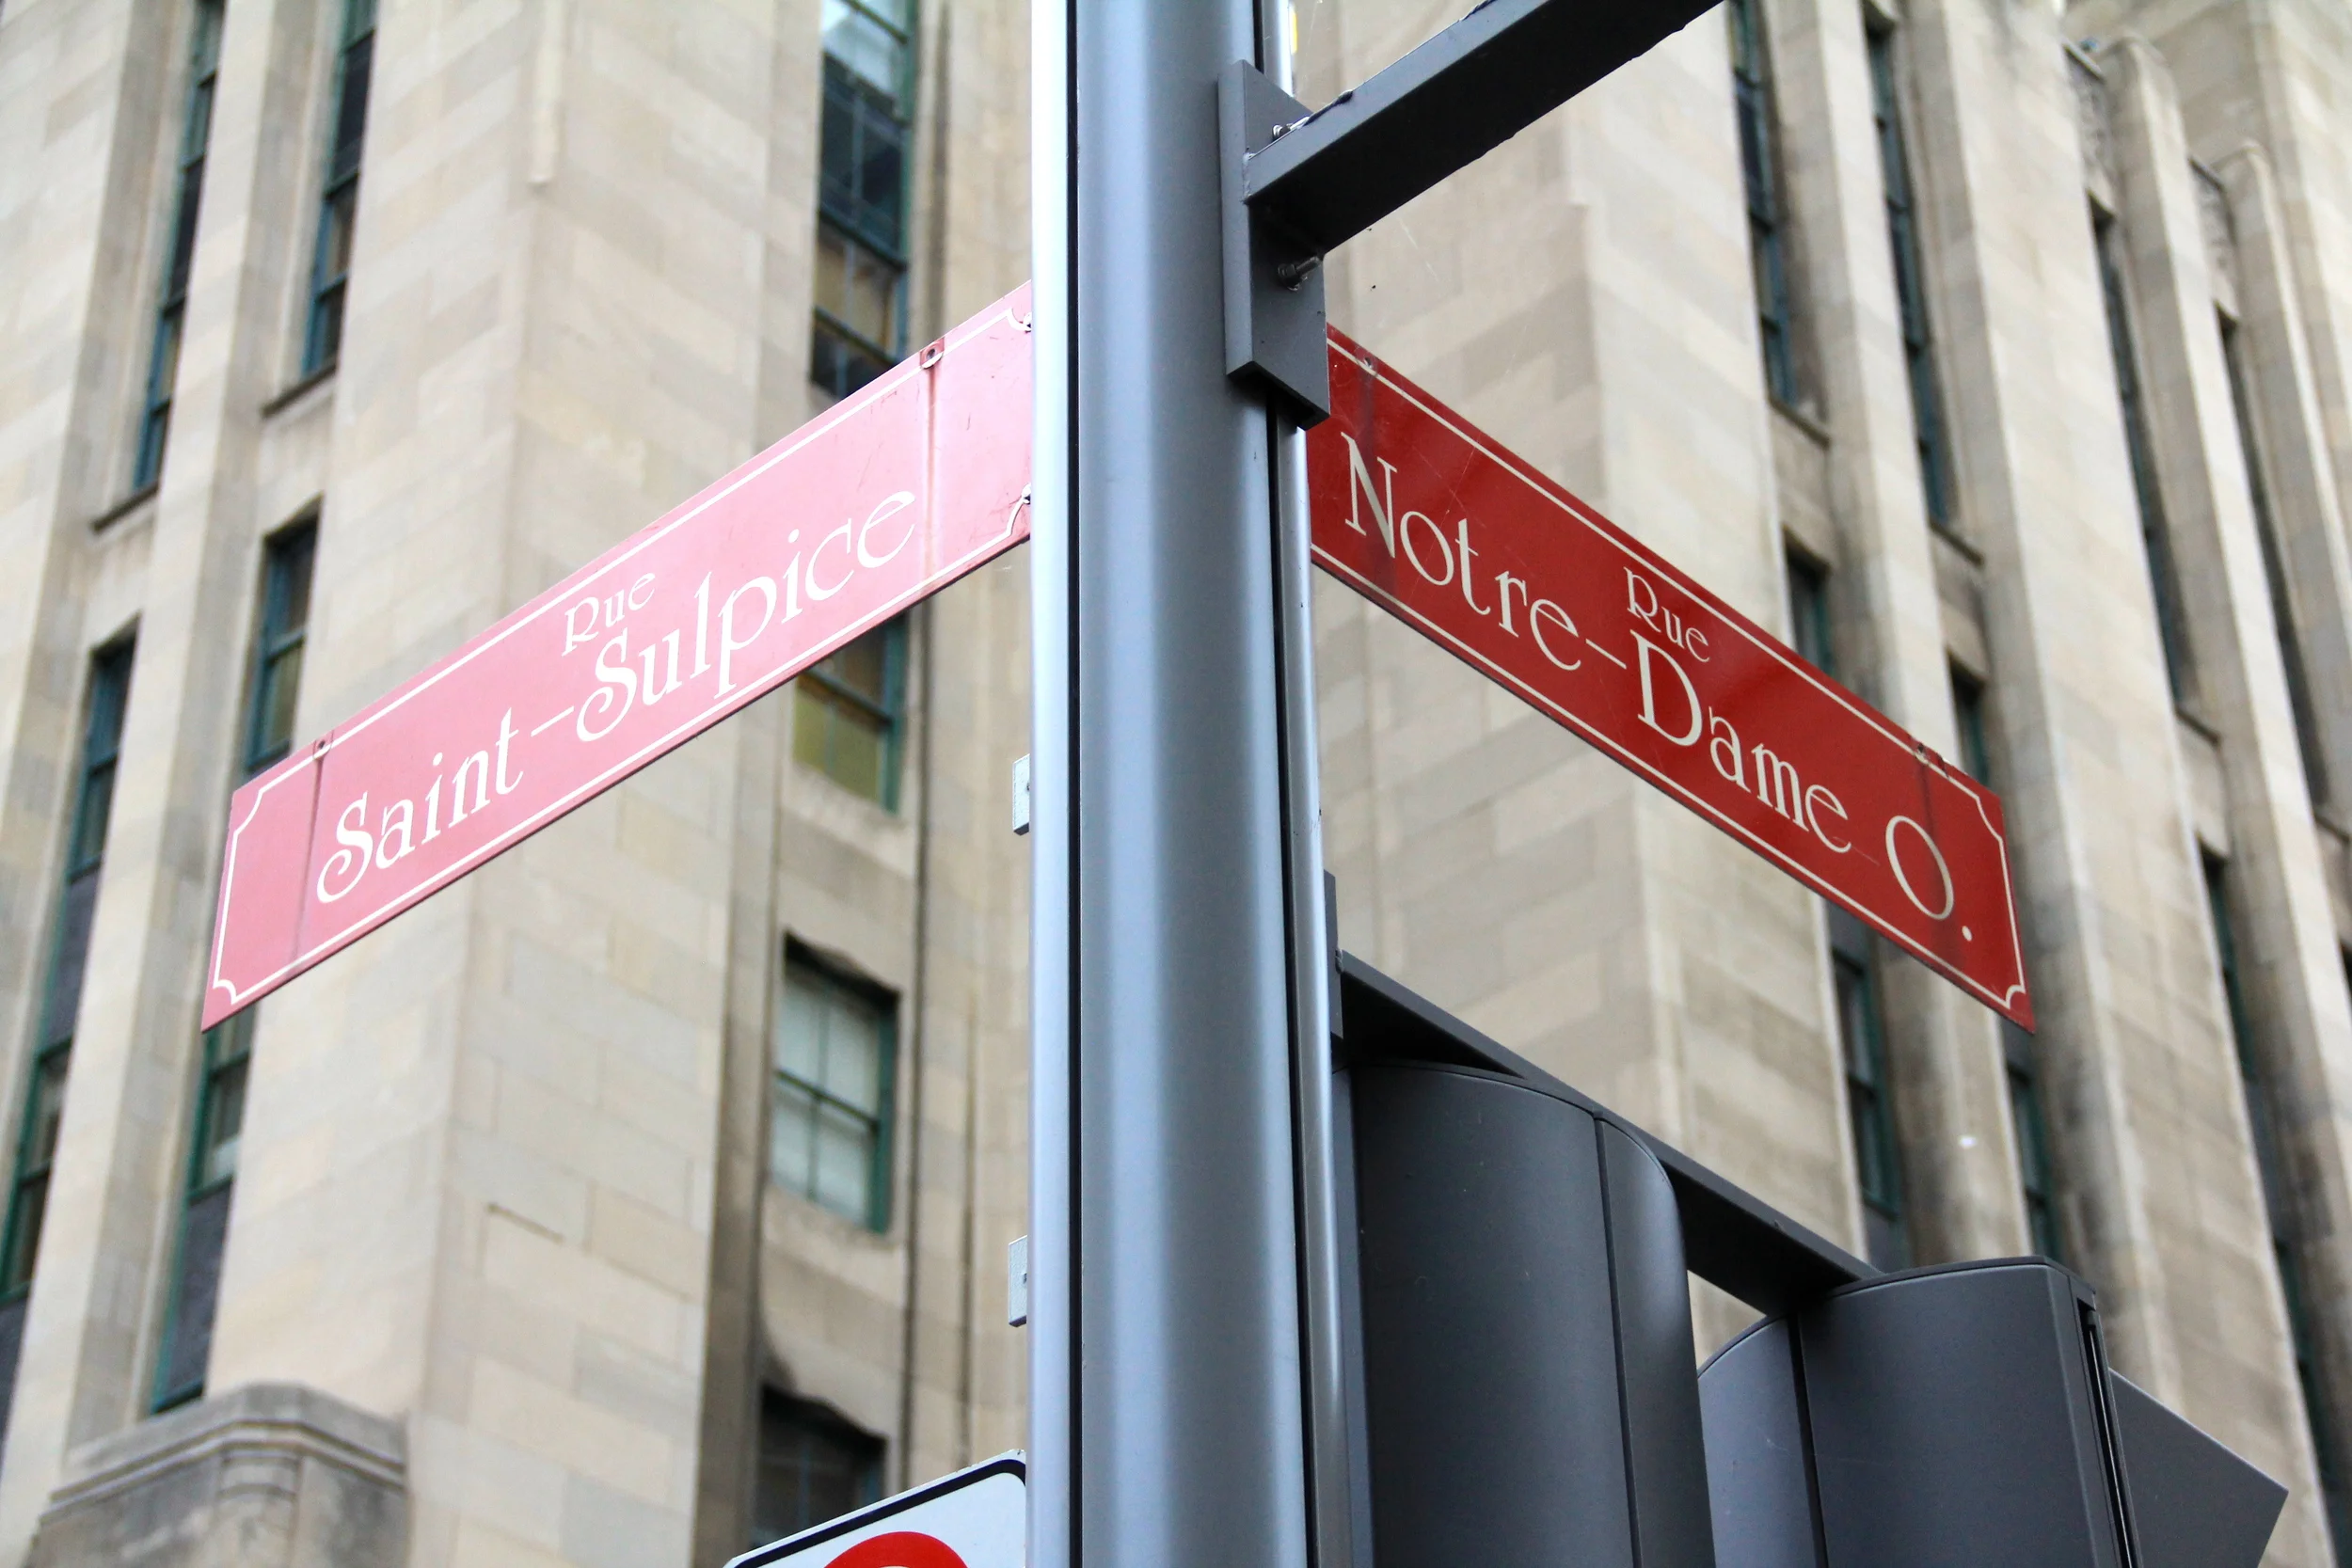 Rue
Saint-Sulpice
Rue
Notre-Dame O.